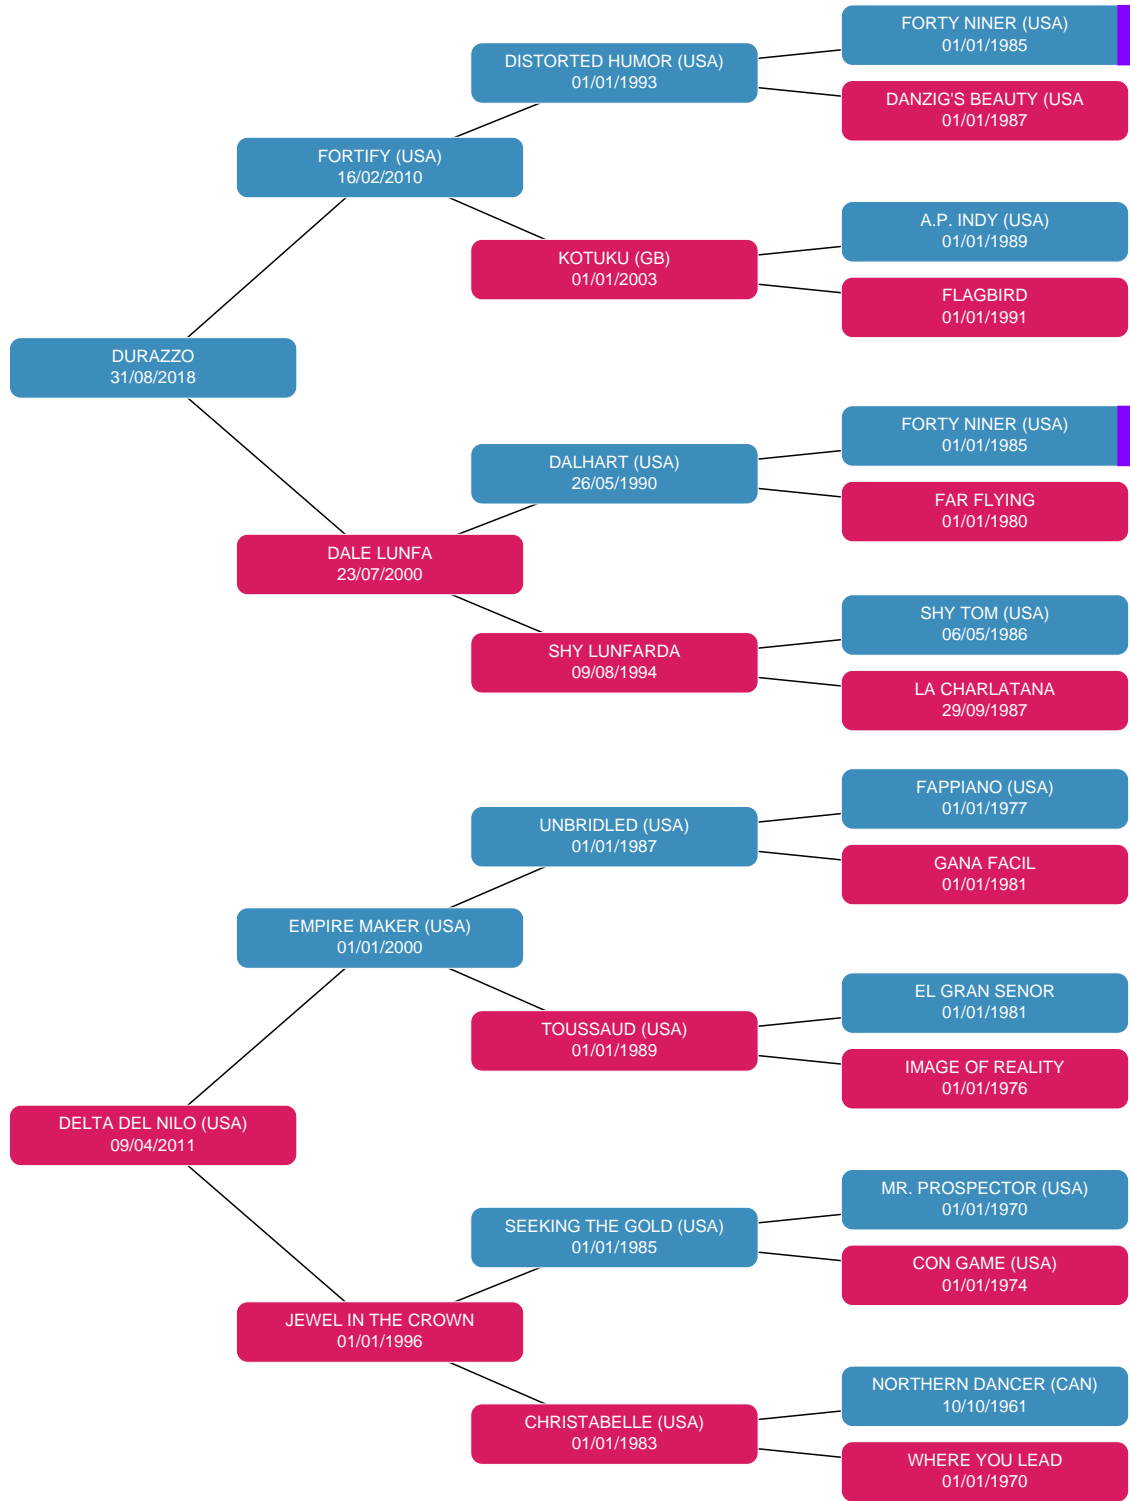 FORTY NINER (USA)
01/01/1985
DISTORTED HUMOR (USA)
01/01/1993
DANZIG'S BEAUTY (USA
01/01/1987
FORTIFY (USA)
16/02/2010
A.P. INDY (USA)
01/01/1989
KOTUKU (GB)
01/01/2003
FLAGBIRD
01/01/1991
DURAZZO
31/08/2018
FORTY NINER (USA)
01/01/1985
DALHART (USA)
26/05/1990
FAR FLYING
01/01/1980
DALE LUNFA
23/07/2000
SHY TOM (USA)
06/05/1986
SHY LUNFARDA
09/08/1994
LA CHARLATANA
29/09/1987
FAPPIANO (USA)
01/01/1977
UNBRIDLED (USA)
01/01/1987
GANA FACIL
01/01/1981
EMPIRE MAKER (USA)
01/01/2000
EL GRAN SENOR
01/01/1981
TOUSSAUD (USA)
01/01/1989
IMAGE OF REALITY
01/01/1976
DELTA DEL NILO (USA)
09/04/2011
MR. PROSPECTOR (USA)
01/01/1970
SEEKING THE GOLD (USA)
01/01/1985
CON GAME (USA)
01/01/1974
JEWEL IN THE CROWN
01/01/1996
NORTHERN DANCER (CAN)
10/10/1961
CHRISTABELLE (USA)
01/01/1983
WHERE YOU LEAD
01/01/1970